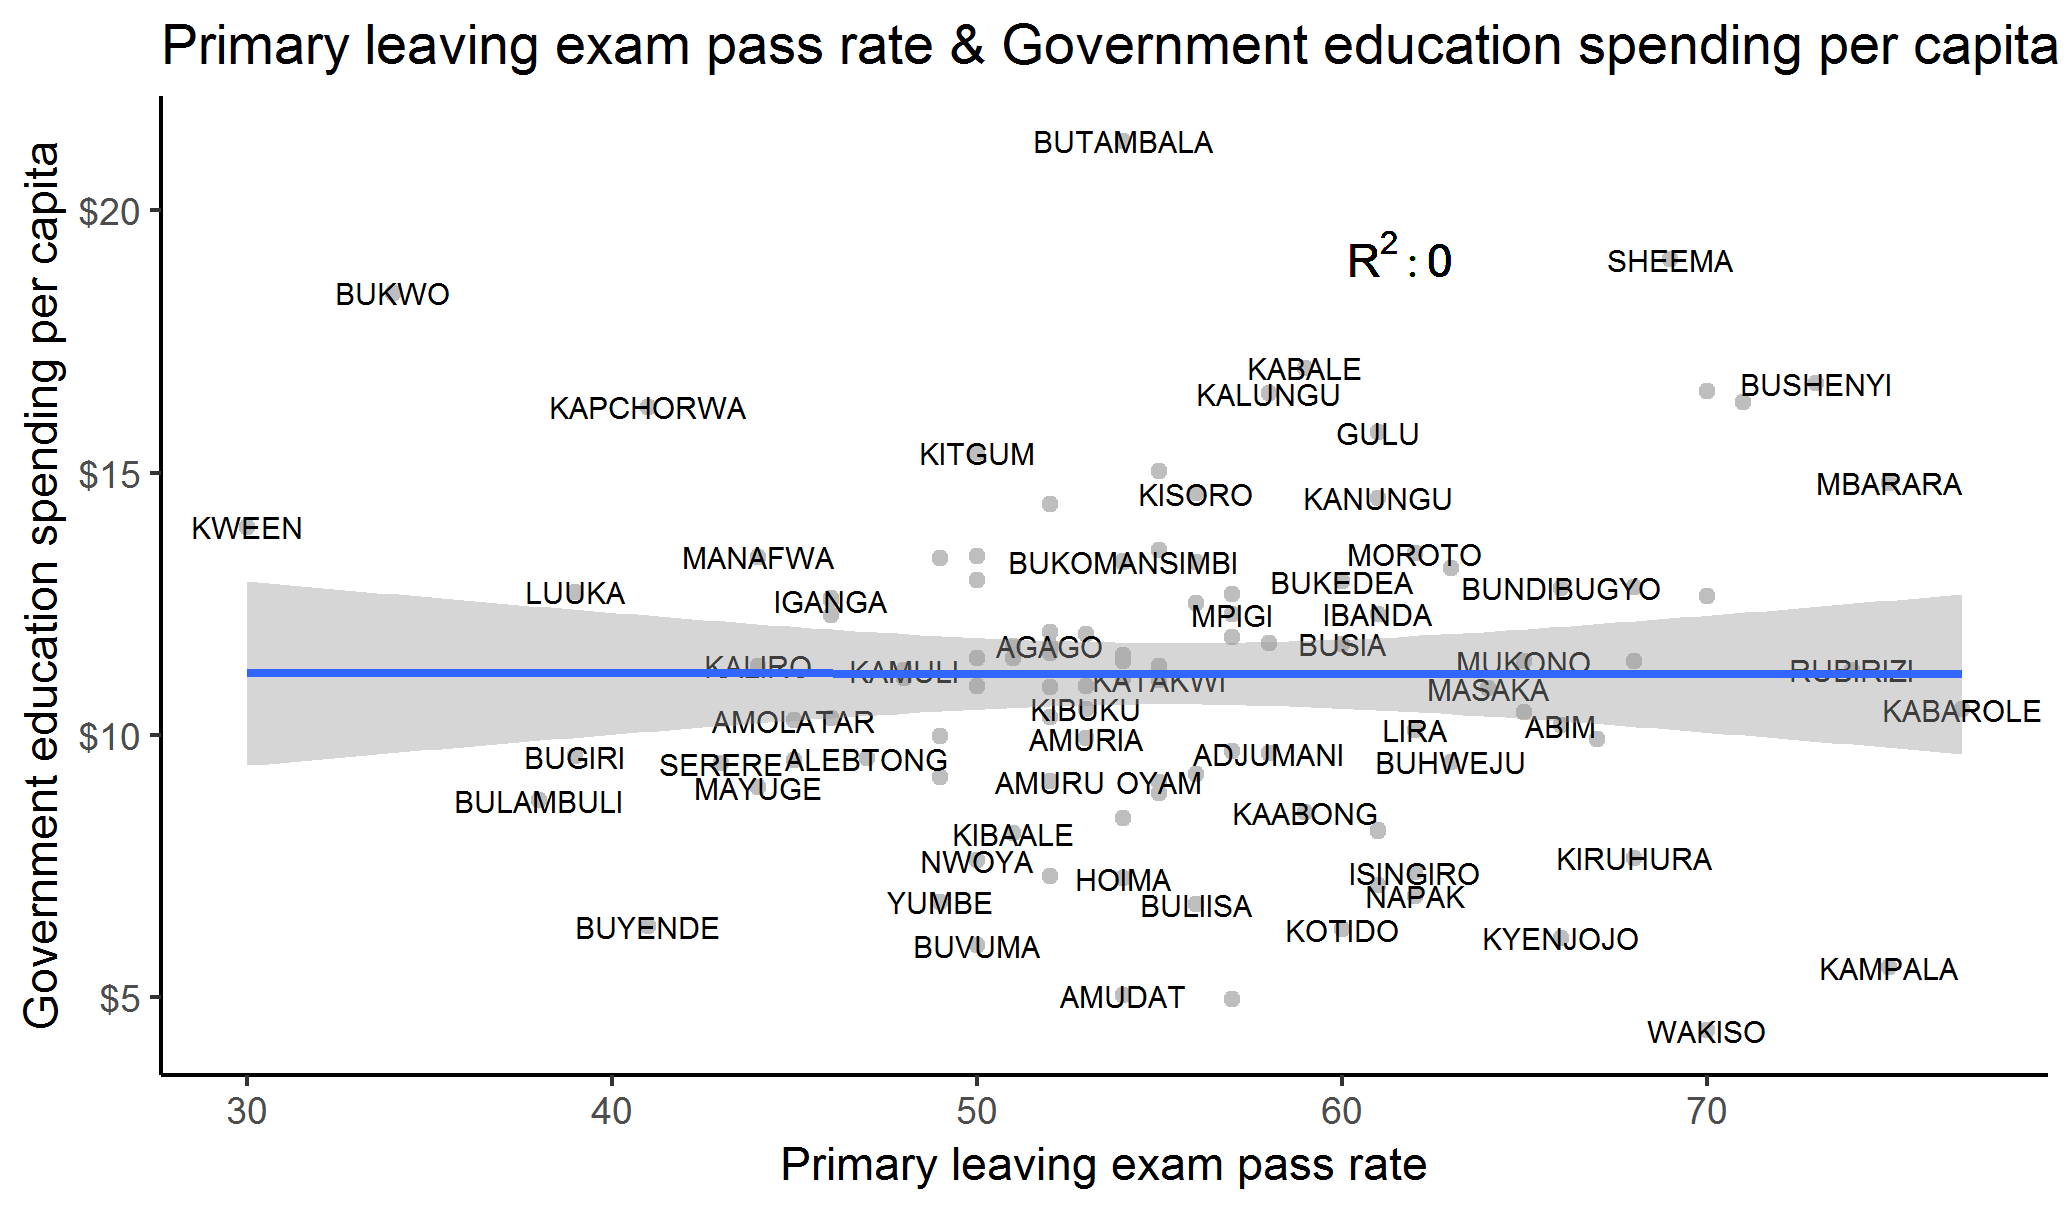 Primary leaving exam pass rate & Government education spending per capita
Government education spending per capita
$20
$15
$10
$5
BUTAMBALA
R²: 0
SHEEMA
BUKWO
KABALE
BUSHENYI
KALUNGU
KAPCHORWA
GULU
KITGUM
MBARARA
KISORO
KANUNGU
KWEEN
MANAFWA
MOROTO
BUKOMANSIMBI
BUKEDEA
BUNDIBUGYO
LUUKA
IGANGA
MPIGI
IBANDA
AGAGO
BUSIA
MUKONO
KALIRO
KAMULI
RUBIRIZI
KATAKWI
MASAKA
KIBUKU
KABAROLE
AMOLATAR
ABIM
LIRA
AMURIA
ADJUMANI
BUGIRI
ALEBTONG
SERERE
BUHWEJU
AMURU
OYAM
MAYUGE
BULAMBULI
KAABONG
KIBAALE
NWOYA
KIRUHURA
ISINGIRO
HOIMA
NAPAK
YUMBE
BULIISA
BUYENDE
KOTIDO
KYENJOJO
BUVUMA
KAMPALA
AMUDAT
WAKISO
30 40 50 60 70
Primary leaving exam pass rate